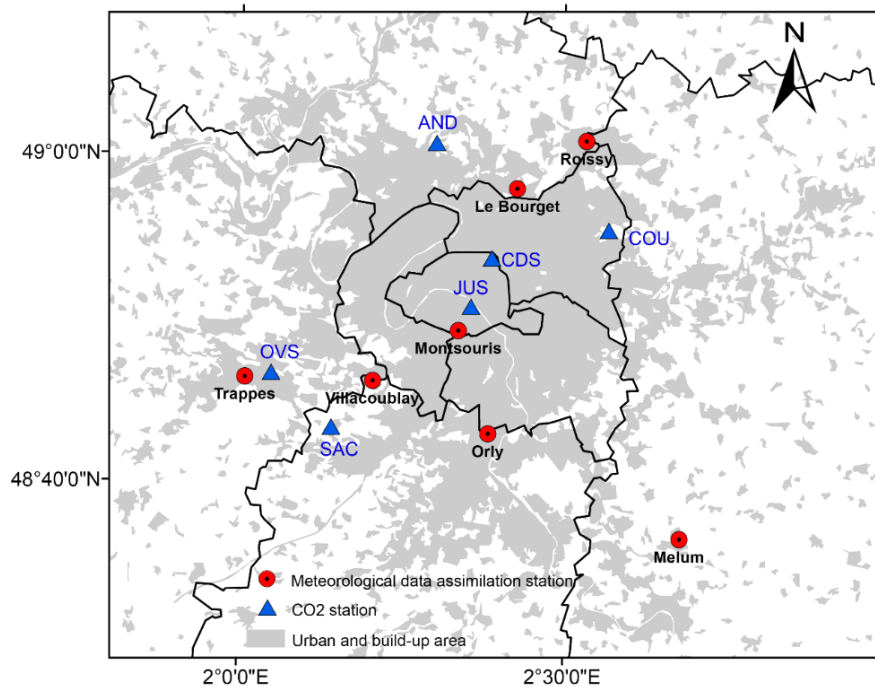 N
AND
49°0'0"N
Roissy
Le Bourget
COU
CDS
JUS
Montsouris
OVS
Trappes
Villacoublay
SAC
Orly
48°40'0"N
Melum
Meteorological data assimilation station
CO2 station
Urban and build-up area
2°0'0"E
2°30'0"E